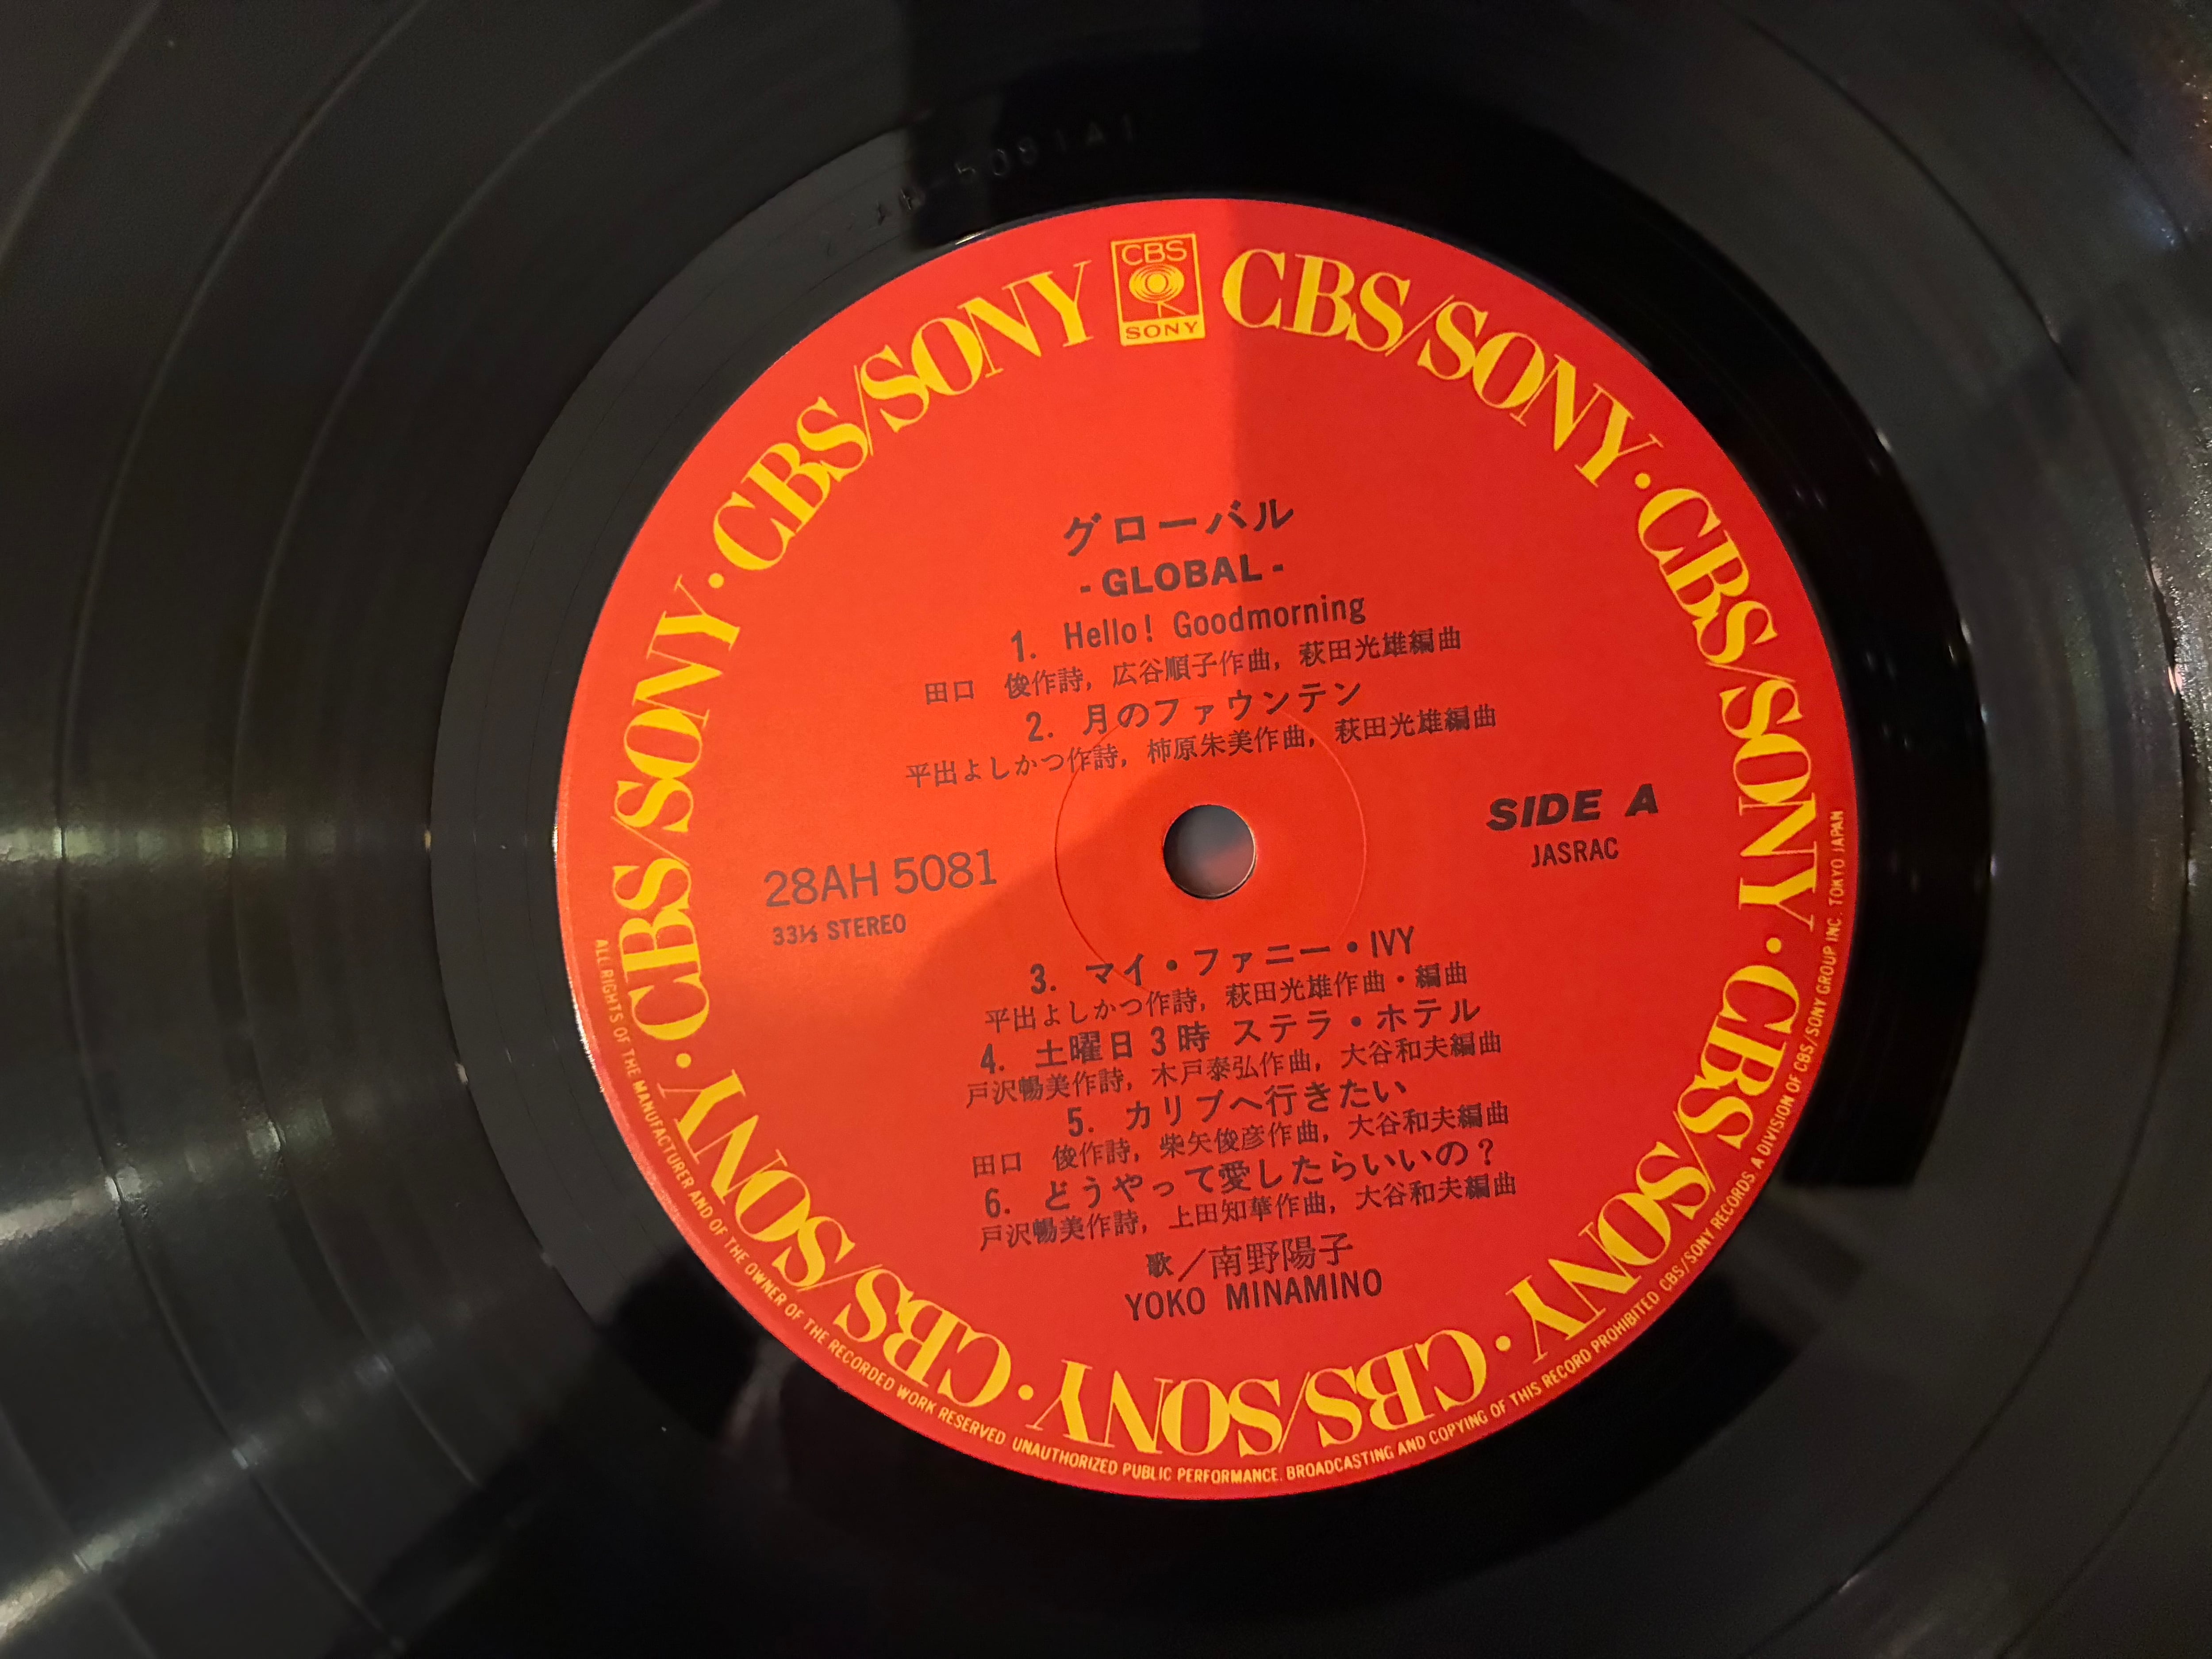 CBS
SONY
CBS/SONY · CBS/SONY · CBS/SONY · CBS/SONY · CBS/SONY · CBS/SONY · CBS/SONY · CBS/SONY
グローバル
-GLOBAL-
1. Hello! Goodmorning
田口 俊作詩, 広谷順子作曲, 萩田光雄編曲
2. 月のファウンテン
平出よしかつ作詩, 柿原朱美作曲, 萩田光雄編曲
SIDE A
JASRAC
28AH 5081
33⅓ STEREO
3. マイ・ファニー・IVY
平出よしかつ作詩, 萩田光雄作曲・編曲
4. 土曜日3時 ステラ・ホテル
戸沢暢美作詩, 木戸泰弘作曲, 大谷和夫編曲
5. カリブへ行きたい
田口 俊作詩, 柴矢俊彦作曲, 大谷和夫編曲
6. どうやって愛したらいいの?
戸沢暢美作詩, 上田知華作曲, 大谷和夫編曲
歌/南野陽子
YOKO MINAMINO
ALL RIGHTS OF THE MANUFACTURER AND OF THE OWNER OF THE RECORDED WORK RESERVED UNAUTHORIZED PUBLIC PERFORMANCE. BROADCASTING AND COPYING OF THIS RECORD PROHIBITED CBS/SONY RECORDS A DIVISION OF CBS/SONY GROUP INC. TOKYO JAPAN